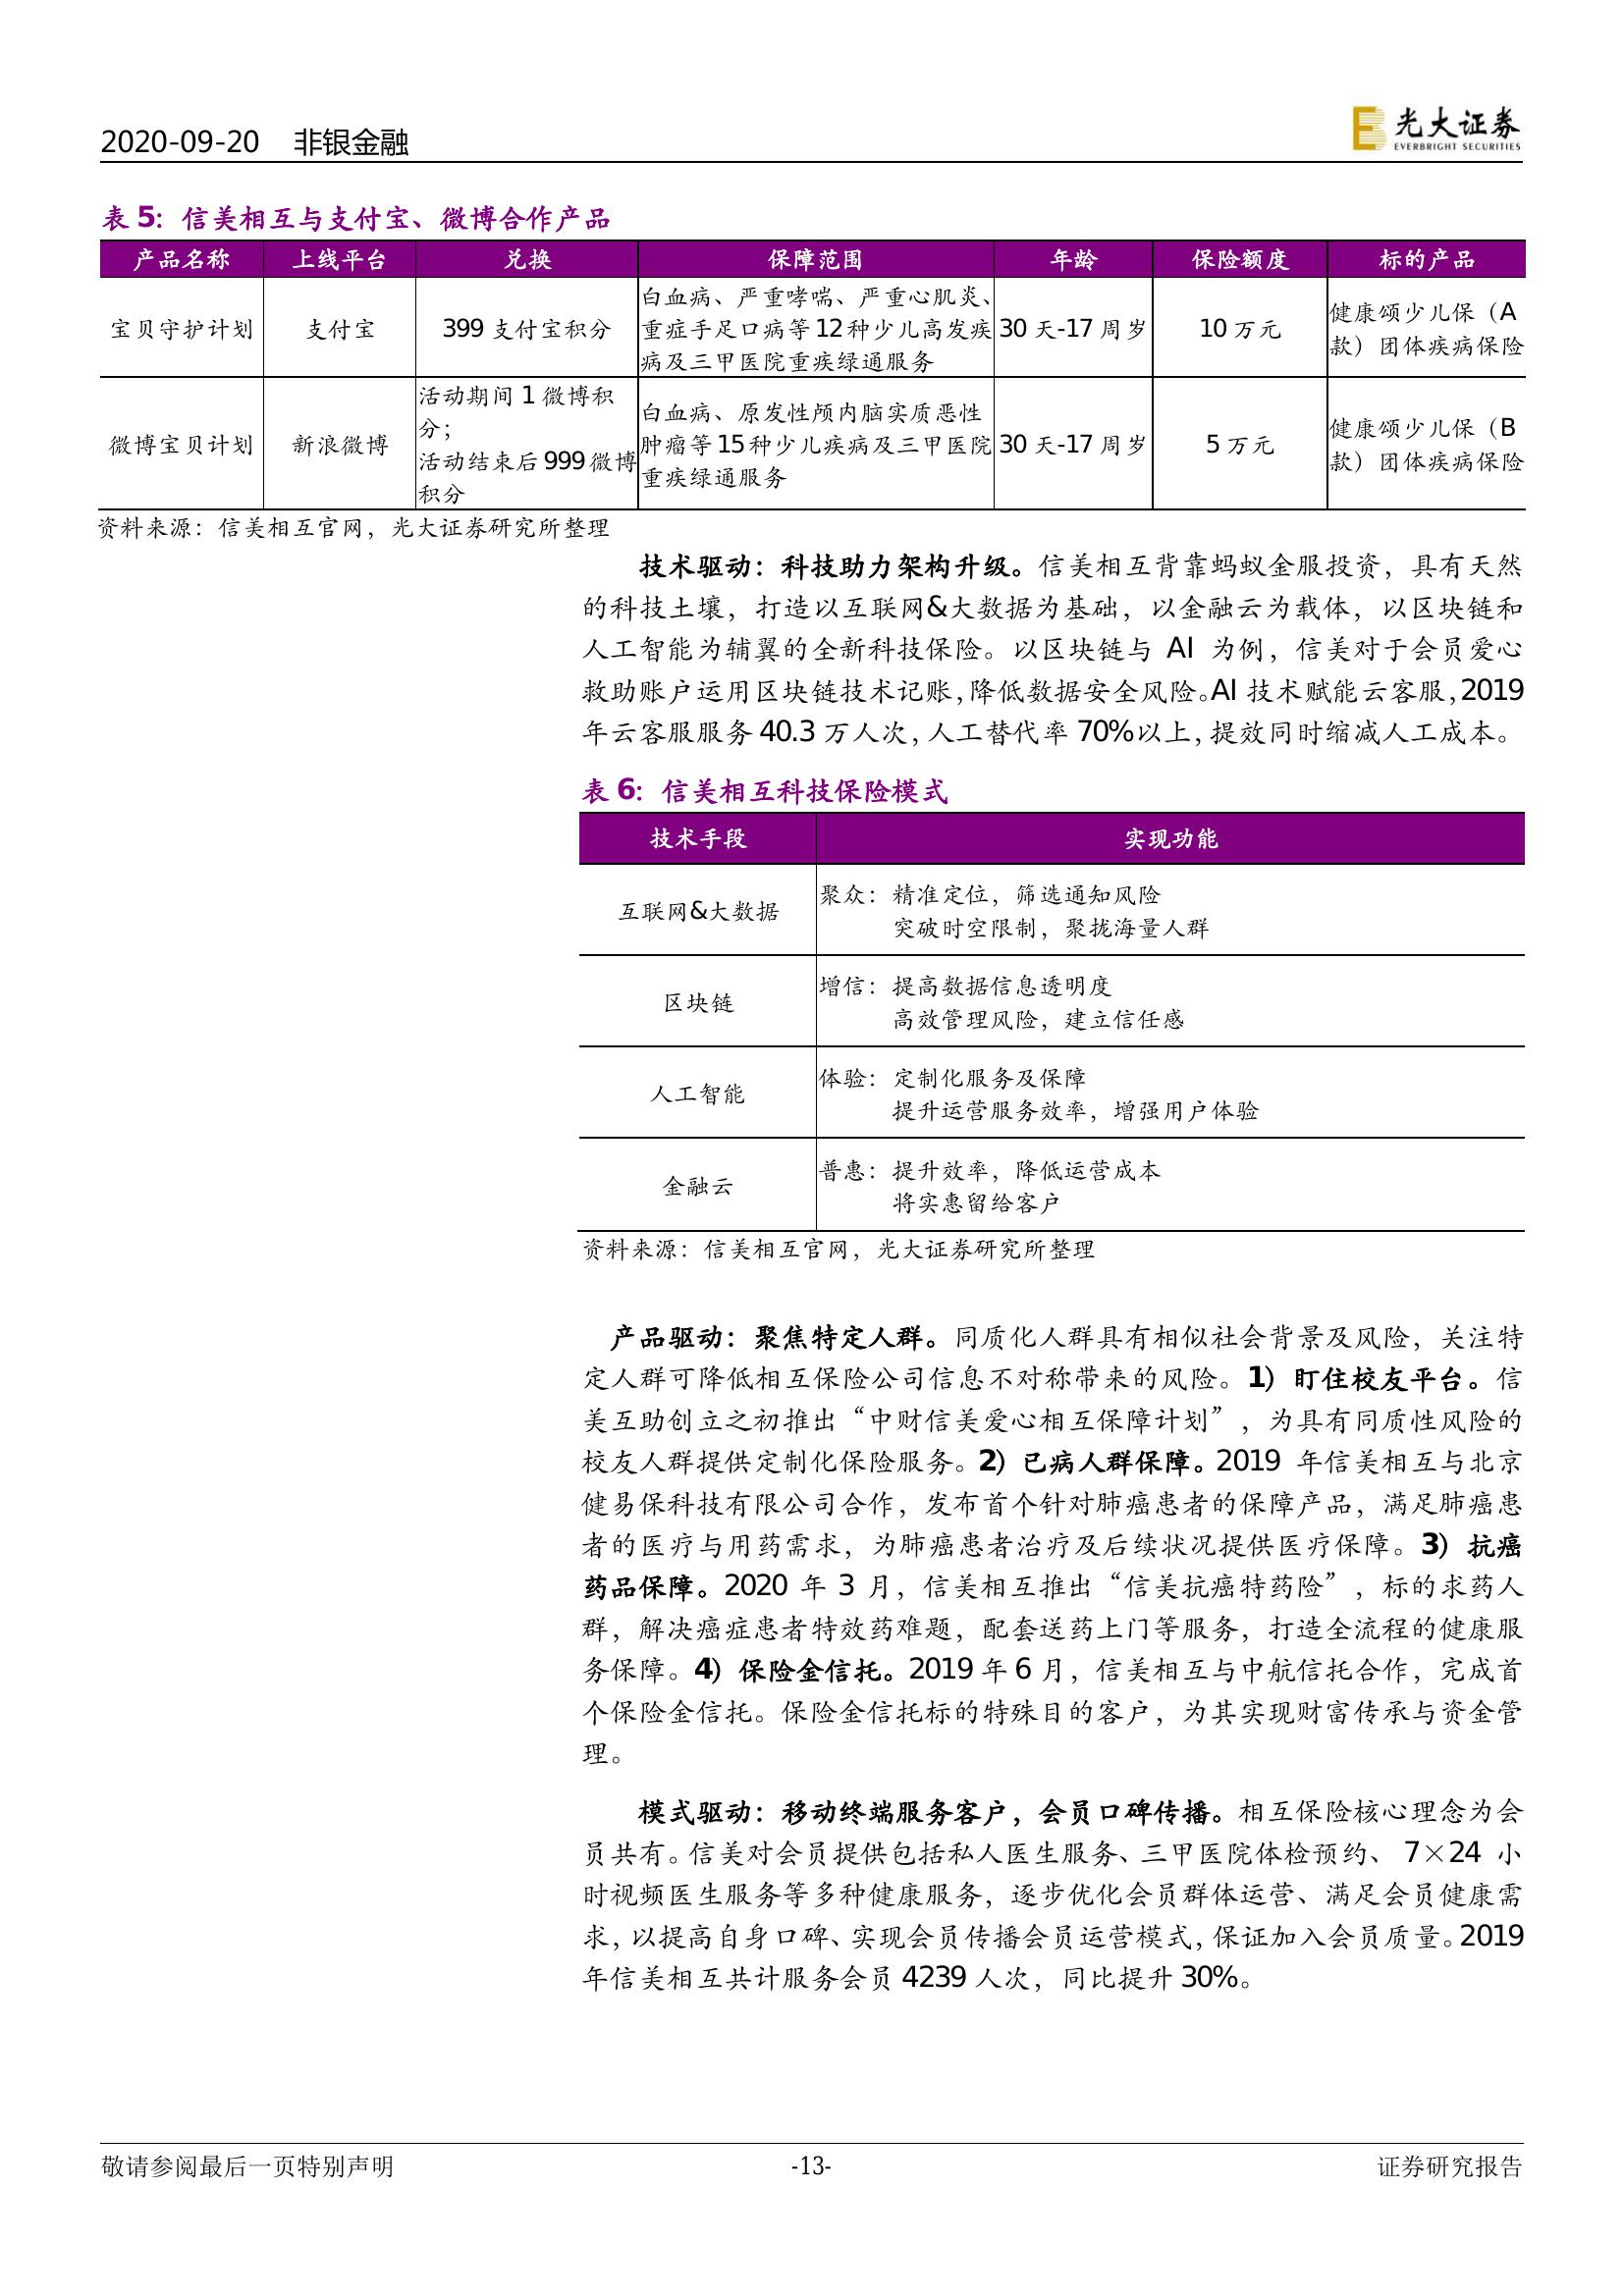 2020-09-20 非银金融
光大证券
EVERBRIGHT SECURITIES
表 5：信美相互与支付宝、微博合作产品
产品名称 上线平台 兑换 保障范围 年龄 保险额度 标的产品
宝贝守护计划 支付宝 399 支付宝积分
白血病、严重哮喘、严重心肌炎、
重症手足口病等 12 种少儿高发疾
病及三甲医院重疾绿通服务
30 天-17 周岁 10 万元
健康颂少儿保（A
款）团体疾病保险
微博宝贝计划 新浪微博
活动期间 1 微博积
分；
活动结束后 999 微博
积分
白血病、原发性颅内脑实质恶性
肿瘤等 15 种少儿疾病及三甲医院
重疾绿通服务
30 天-17 周岁 5 万元
健康颂少儿保（B
款）团体疾病保险
资料来源：信美相互官网，光大证券研究所整理
技术驱动：科技助力架构升级。信美相互背靠蚂蚁金服投资，具有天然
的科技土壤，打造以互联网&大数据为基础，以金融云为载体，以区块链和
人工智能为辅翼的全新科技保险。以区块链与 AI 为例，信美对于会员爱心
救助账户运用区块链技术记账，降低数据安全风险。AI 技术赋能云客服，2019
年云客服服务 40.3 万人次，人工替代率 70%以上，提效同时缩减人工成本。
表 6：信美相互科技保险模式
技术手段 实现功能
互联网&大数据
聚众：精准定位，筛选通知风险
突破时空限制，聚拢海量人群
区块链
增信：提高数据信息透明度
高效管理风险，建立信任感
人工智能
体验：定制化服务及保障
提升运营服务效率，增强用户体验
金融云
普惠：提升效率，降低运营成本
将实惠留给客户
资料来源：信美相互官网，光大证券研究所整理
产品驱动：聚焦特定人群。同质化人群具有相似社会背景及风险，关注特
定人群可降低相互保险公司信息不对称带来的风险。1）盯住校友平台。信
美互助创立之初推出“中财信美爱心相互保障计划”，为具有同质性风险的
校友人群提供定制化保险服务。2）已病人群保障。2019 年信美相互与北京
健易保科技有限公司合作，发布首个针对肺癌患者的保障产品，满足肺癌患
者的医疗与用药需求，为肺癌患者治疗及后续状况提供医疗保障。3）抗癌
药品保障。2020 年 3 月，信美相互推出“信美抗癌特药险”，标的求药人
群，解决癌症患者特效药难题，配套送药上门等服务，打造全流程的健康服
务保障。4）保险金信托。2019 年 6 月，信美相互与中航信托合作，完成首
个保险金信托。保险金信托标的特殊目的客户，为其实现财富传承与资金管
理。
模式驱动：移动终端服务客户，会员口碑传播。相互保险核心理念为会
员共有。信美对会员提供包括私人医生服务、三甲医院体检预约、 7×24 小
时视频医生服务等多种健康服务，逐步优化会员群体运营、满足会员健康需
求，以提高自身口碑、实现会员传播会员运营模式，保证加入会员质量。2019
年信美相互共计服务会员 4239 人次，同比提升 30%。
敬请参阅最后一页特别声明 -13- 证券研究报告